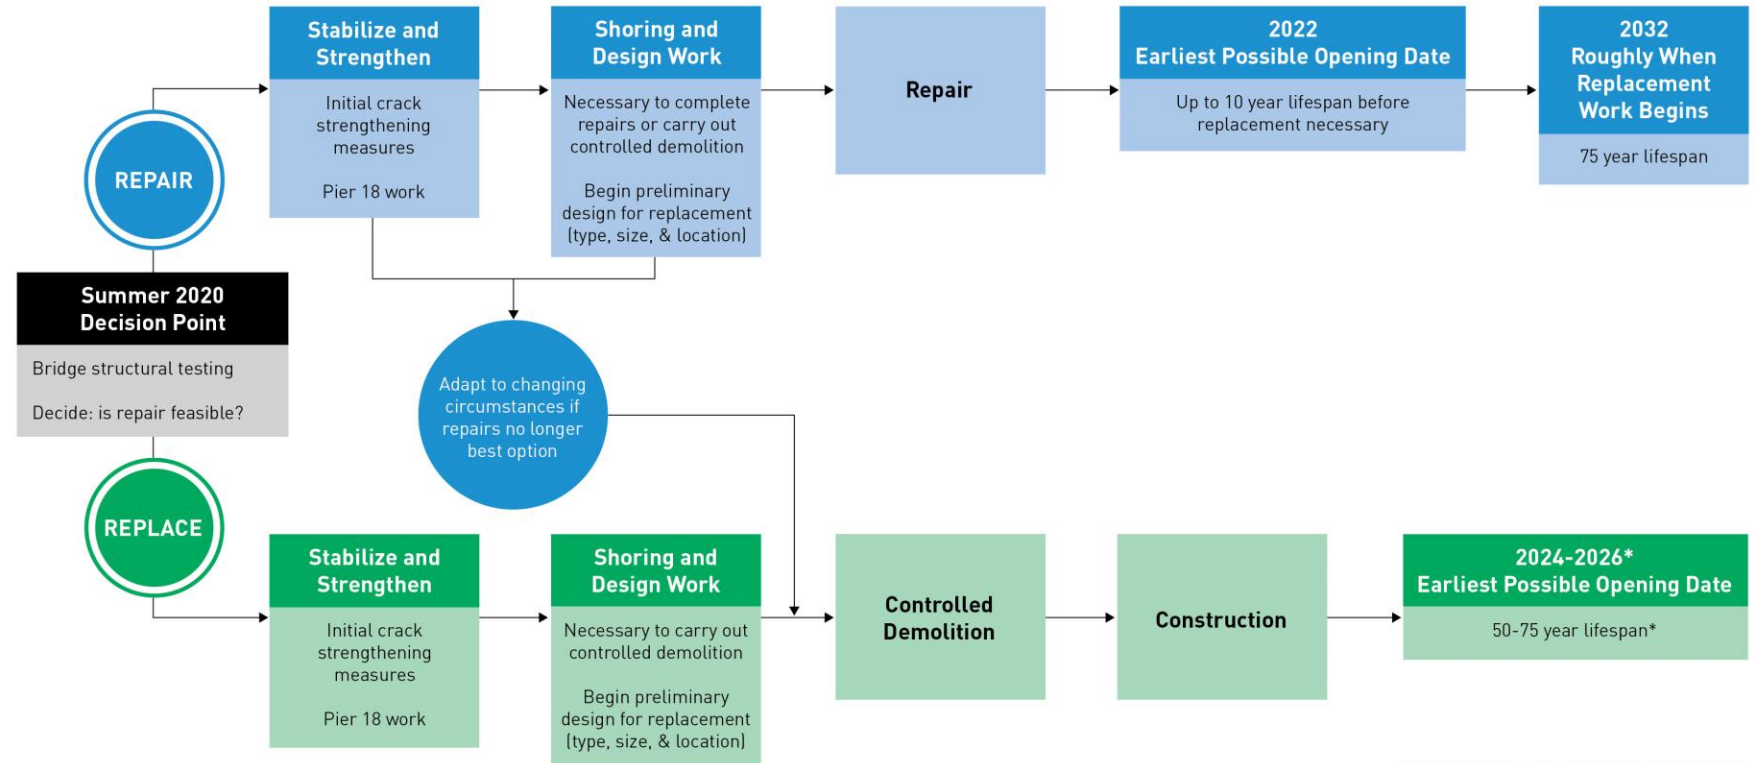 Stabilize and
Strengthen
Initial crack
strengthening
measures
Pier 18 work
Shoring and
Design Work
Necessary to complete
repairs or carry out
controlled demolition
Begin preliminary
design for replacement
(type, size, & location)
Repair
2022
Earliest Possible Opening Date
Up to 10 year lifespan before
replacement necessary
2032
Roughly When
Replacement
Work Begins
75 year lifespan
REPAIR
Summer 2020
Decision Point
Bridge structural testing
Decide: is repair feasible?
Adapt to changing
circumstances if
repairs no longer
best option
REPLACE
Stabilize and
Strengthen
Initial crack
strengthening
measures
Pier 18 work
Shoring and
Design Work
Necessary to carry out
controlled demolition
Begin preliminary
design for replacement
(type, size, & location)
Controlled
Demolition
Construction
2024-2026*
Earliest Possible Opening Date
50-75 year lifespan*